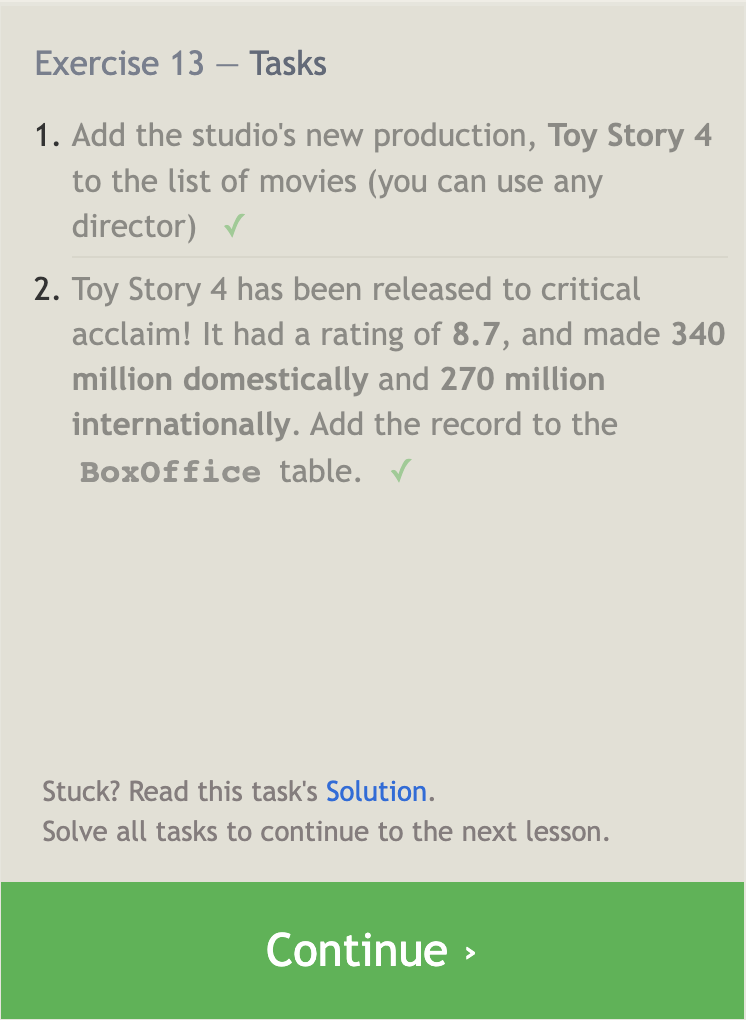 Exercise 13 — Tasks
1. Add the studio's new production, Toy Story 4
to the list of movies (you can use any
director) ✓
2. Toy Story 4 has been released to critical
acclaim! It had a rating of 8.7, and made 340
million domestically and 270 million
internationally. Add the record to the
BoxOffice table. ✓
Stuck? Read this task's Solution.
Solve all tasks to continue to the next lesson.
Continue ›